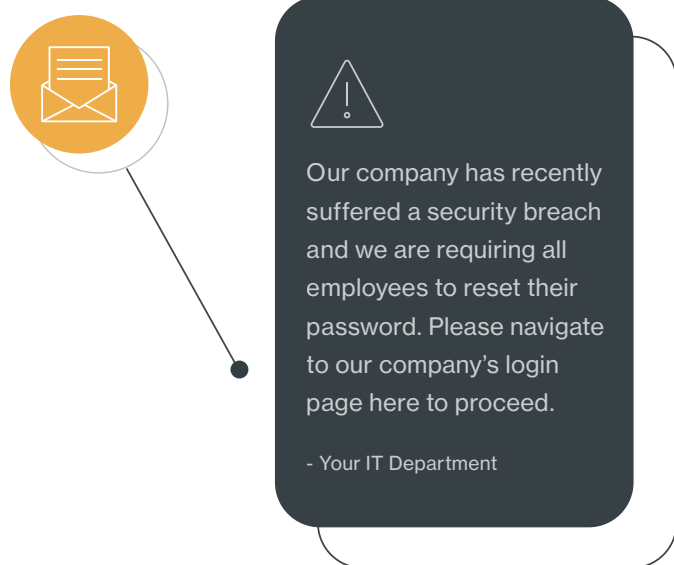 Our company has recently
suffered a security breach
and we are requiring all
employees to reset their
password. Please navigate
to our company’s login
page here to proceed.
- Your IT Department